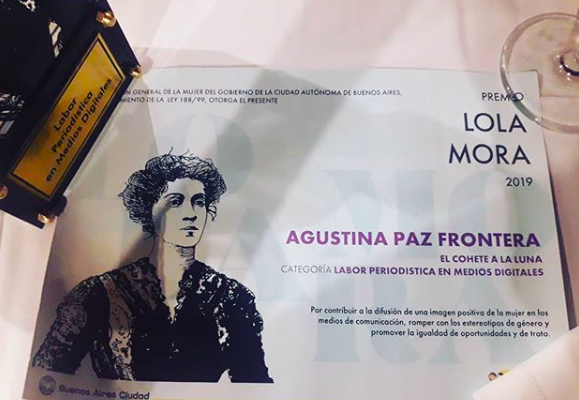 Labor
Periodística
en Medios Digitales
N GENERAL DE LA MUJER DEL GOBIERNO DE LA CIUDAD AUTÓNOMA DE BUENOS AIRES,
IMIENTO DE LA LEY 188/99, OTORGA EL PRESENTE
PREMIO
LOLA
MORA
2019
AGUSTINA PAZ FRONTERA
EL COHETE A LA LUNA
CATEGORÍA LABOR PERIODISTICA EN MEDIOS DIGITALES
Por contribuir a la difusión de una imagen positiva de la mujer en los
medios de comunicación, romper con los estereotipos de género y
promover la igualdad de oportunidades y de trato.
Buenos Aires Ciudad